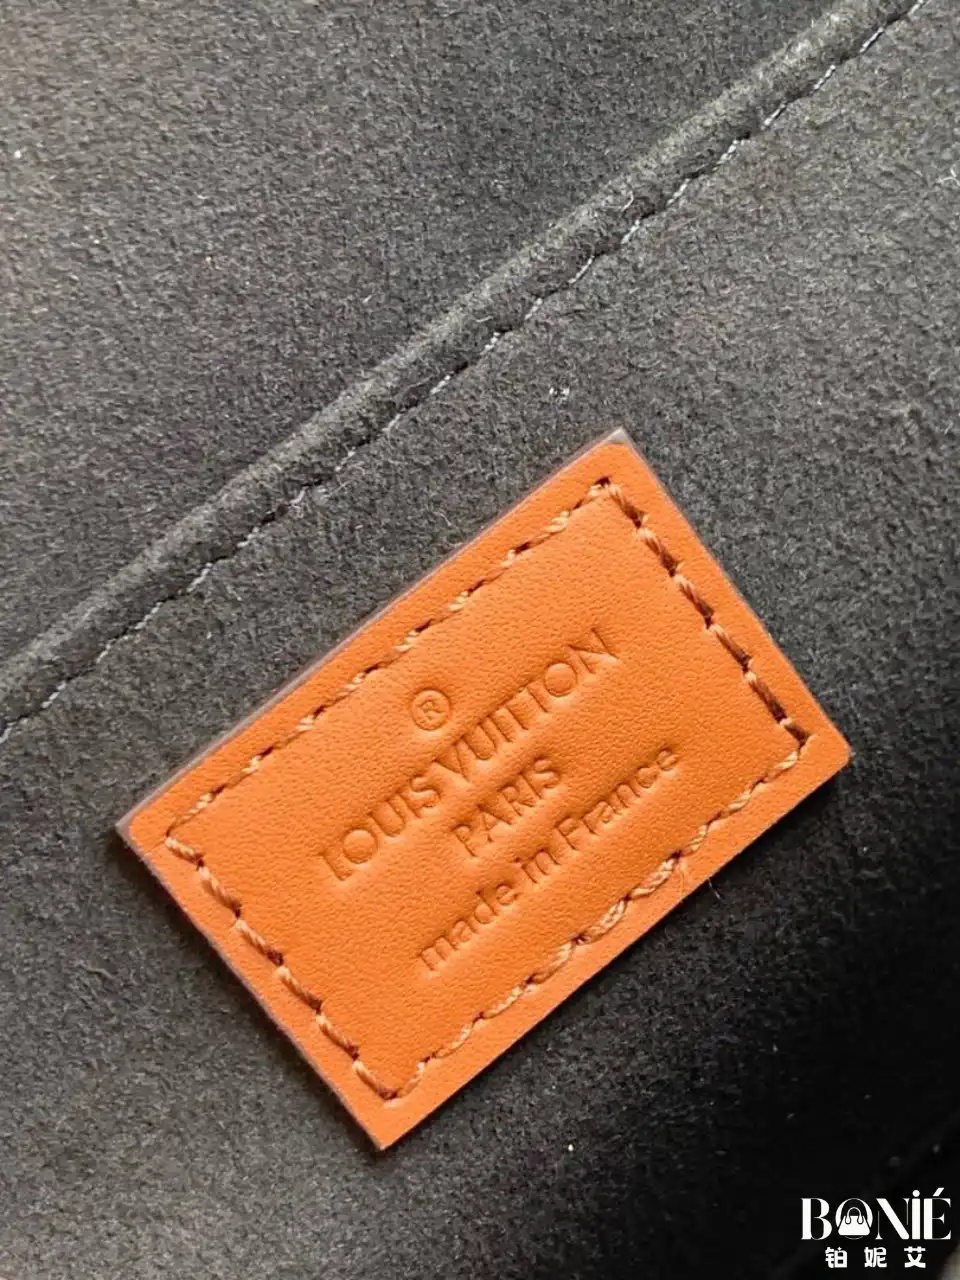 ®
LOUIS VUITTON
PARIS
made in France
BONIÉ
铂妮艾